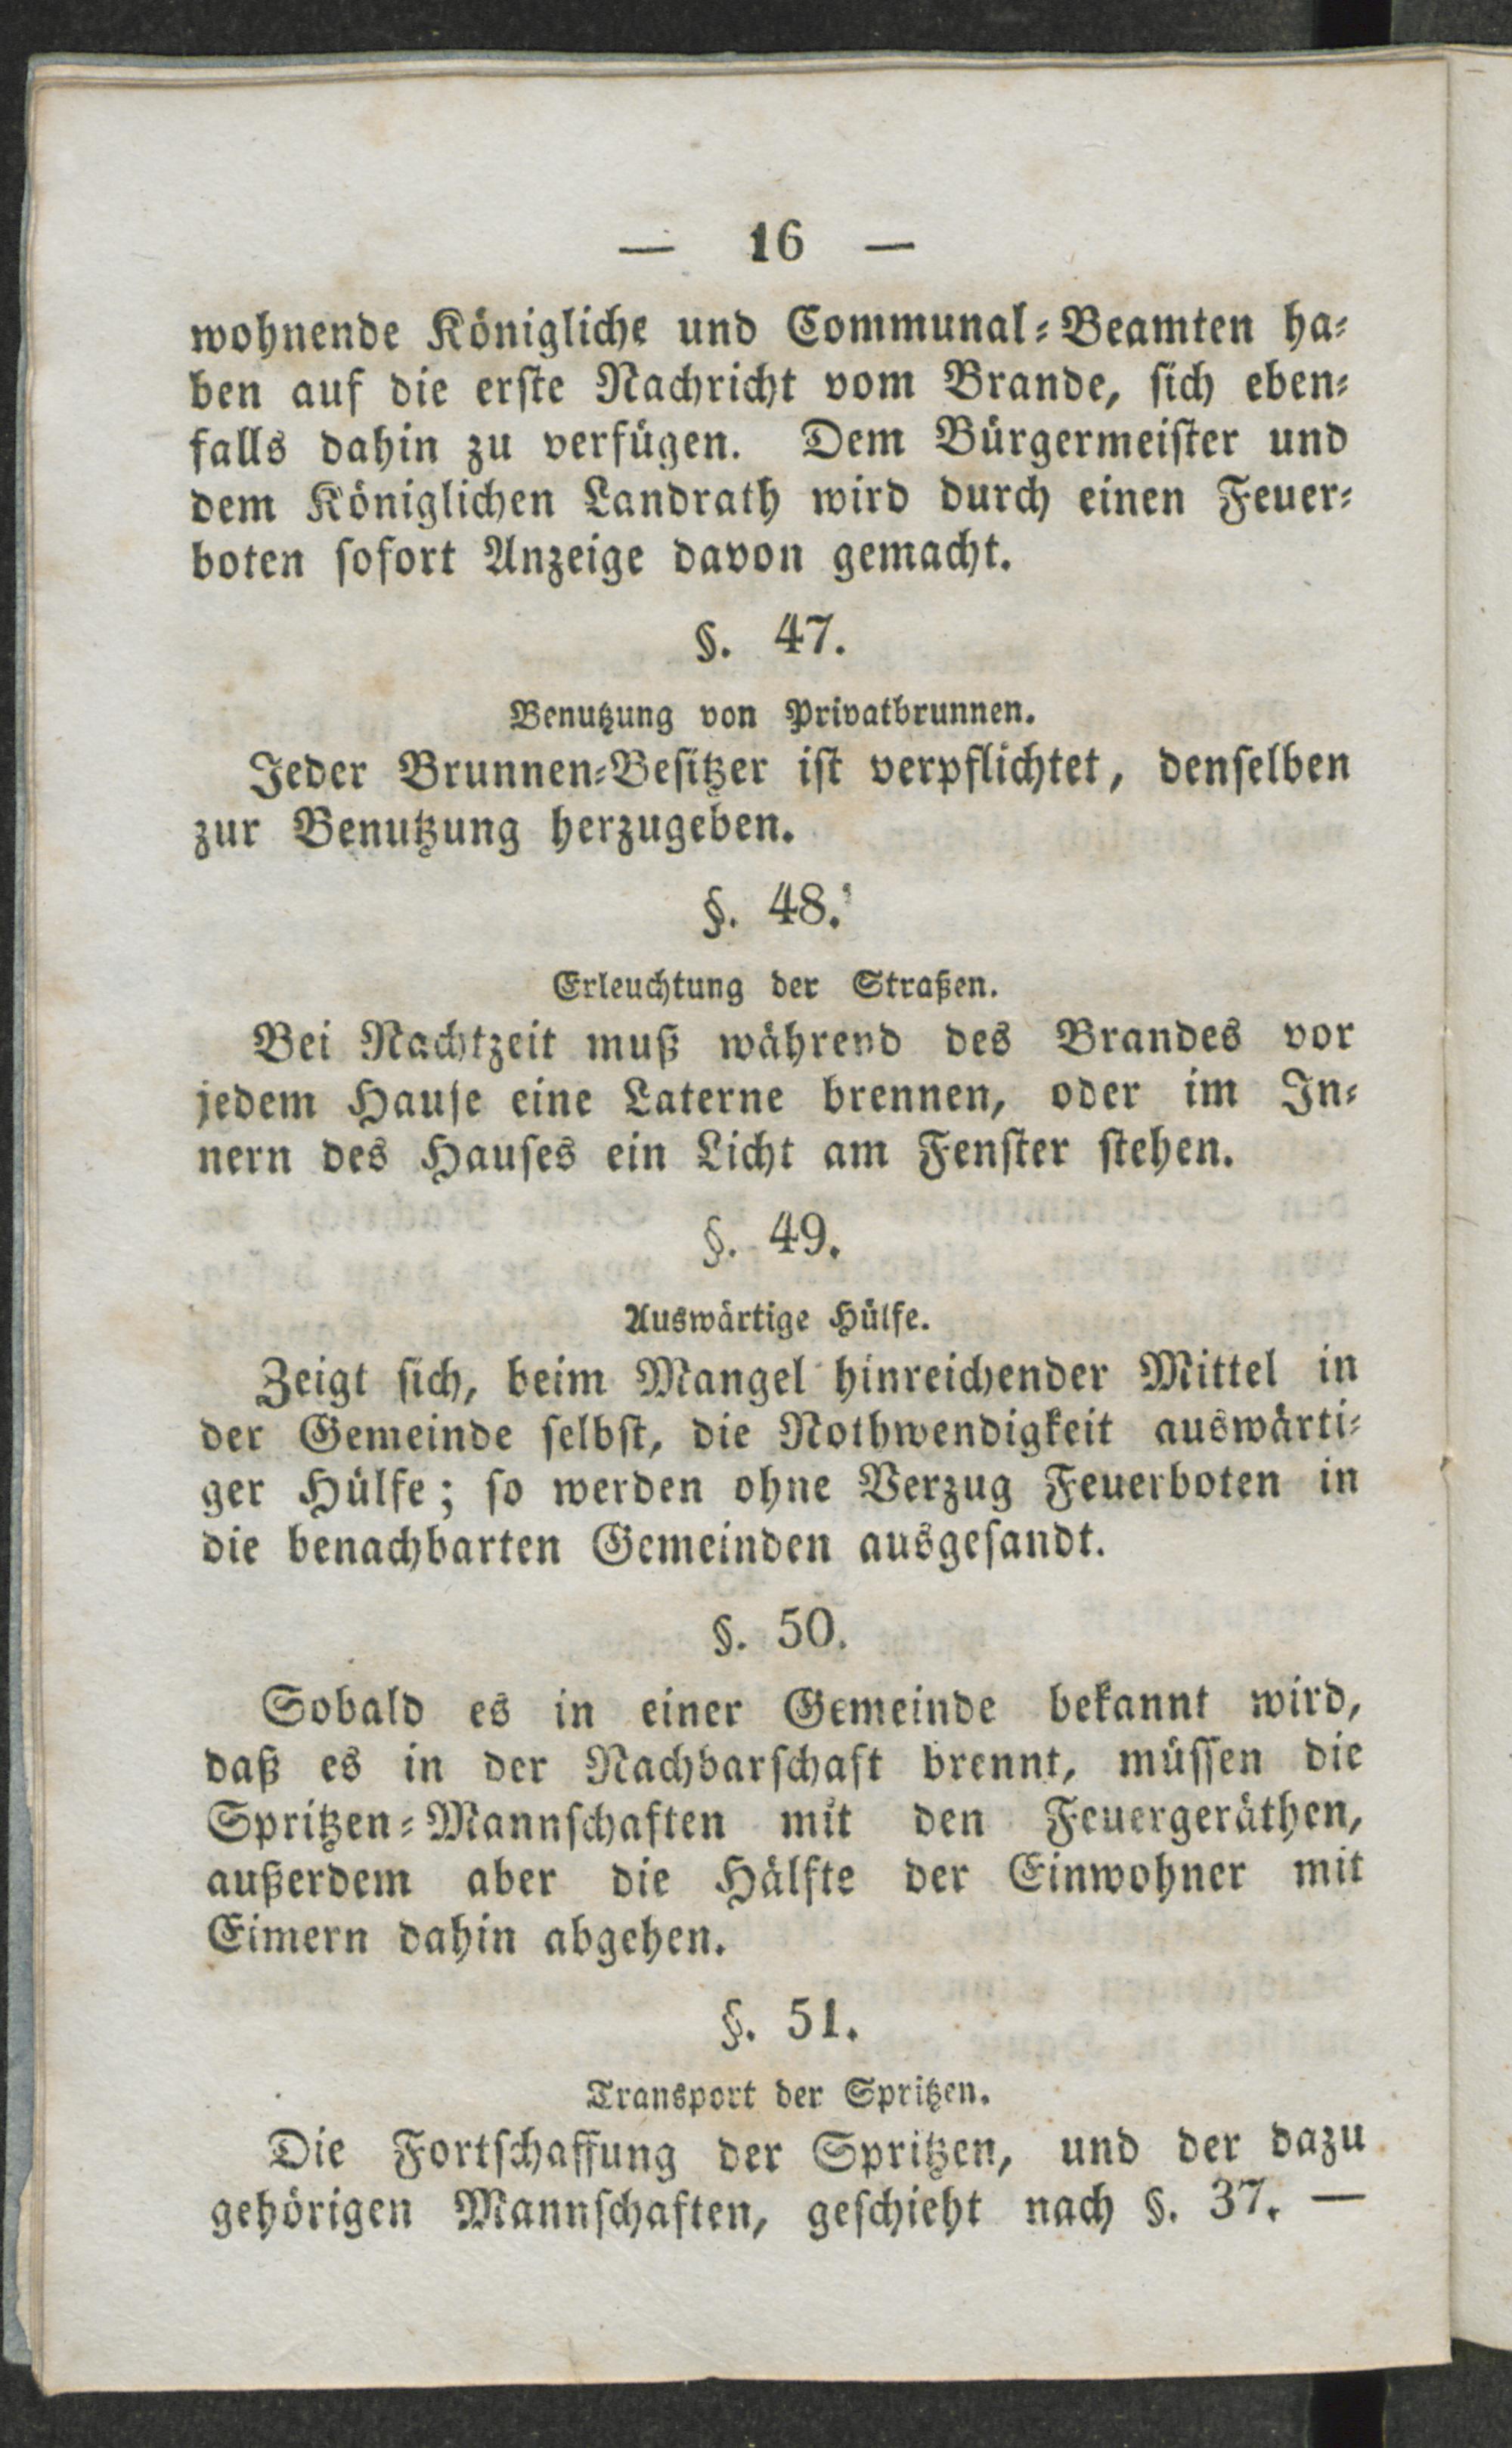 — 16 —
wohnende Königliche und Communal-Beamten ha-
ben auf die erste Nachricht vom Brande, sich eben-
falls dahin zu verfügen. Dem Bürgermeister und
dem Königlichen Landrath wird durch einen Feuer-
boten sofort Anzeige davon gemacht.
§. 47.
Benutzung von Privatbrunnen.
Jeder Brunnen-Besitzer ist verpflichtet, denselben
zur Benutzung herzugeben.
§. 48.
Erleuchtung der Straßen.
Bei Nachtzeit muß während des Brandes vor
jedem Hause eine Laterne brennen, oder im In-
nern des Hauses ein Licht am Fenster stehen.
§. 49.
Auswärtige Hülfe.
Zeigt sich, beim Mangel hinreichender Mittel in
der Gemeinde selbst, die Nothwendigkeit auswärti-
ger Hülfe; so werden ohne Verzug Feuerboten in
die benachbarten Gemeinden ausgesandt.
§. 50.
Sobald es in einer Gemeinde bekannt wird,
daß es in der Nachbarschaft brennt, müssen die
Spritzen-Mannschaften mit den Feuergeräthen,
außerdem aber die Hälfte der Einwohner mit
Eimern dahin abgehen.
§. 51.
Transport der Spritzen.
Die Fortschaffung der Spritzen, und der dazu
gehörigen Mannschaften, geschieht nach §. 37. —